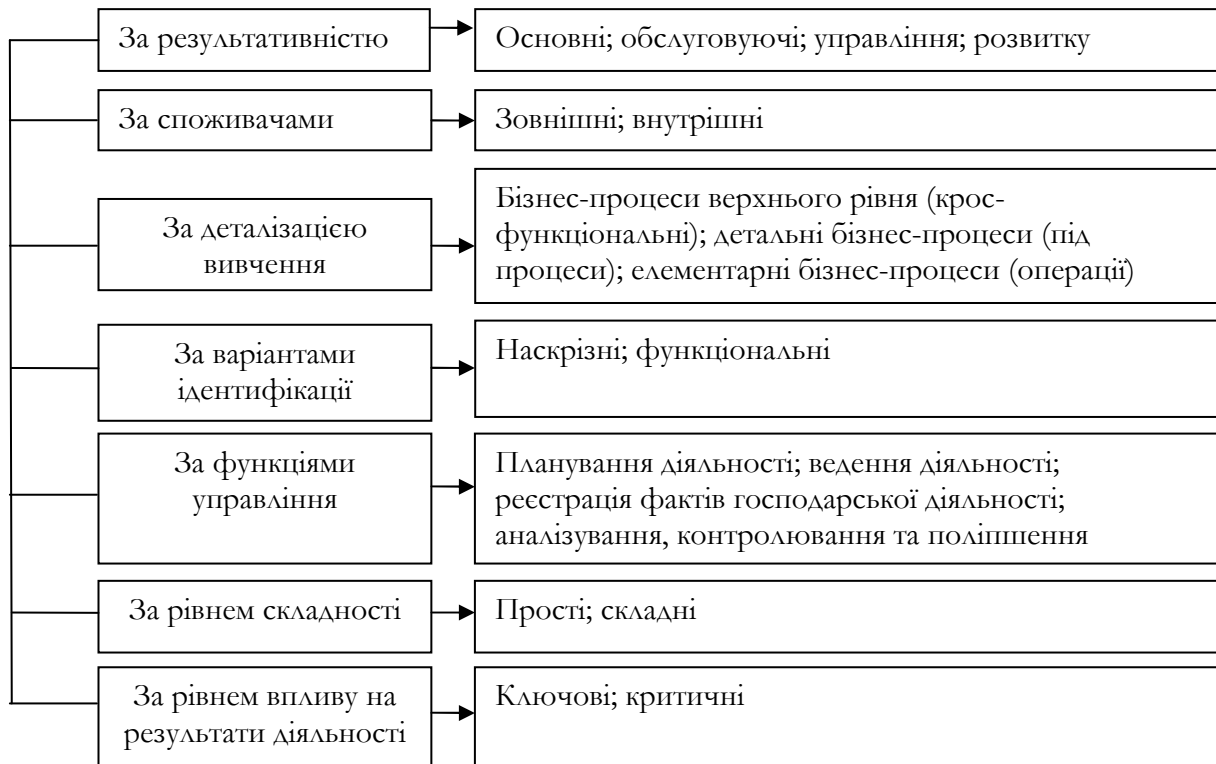 За результативністю
Основні; обслуговуючі; управління; розвитку
За споживачами
Зовнішні; внутрішні
За деталізацією
вивчення
Бізнес-процеси верхнього рівня (крос-
функціональні); детальні бізнес-процеси (під
процеси); елементарні бізнес-процеси (операції)
За варіантами
ідентифікації
Наскрізні; функціональні
За функціями
управління
Планування діяльності; ведення діяльності;
реєстрація фактів господарської діяльності;
аналізування, контролювання та поліпшення
За рівнем складності
Прості; складні
За рівнем впливу на
результати діяльності
Ключові; критичні